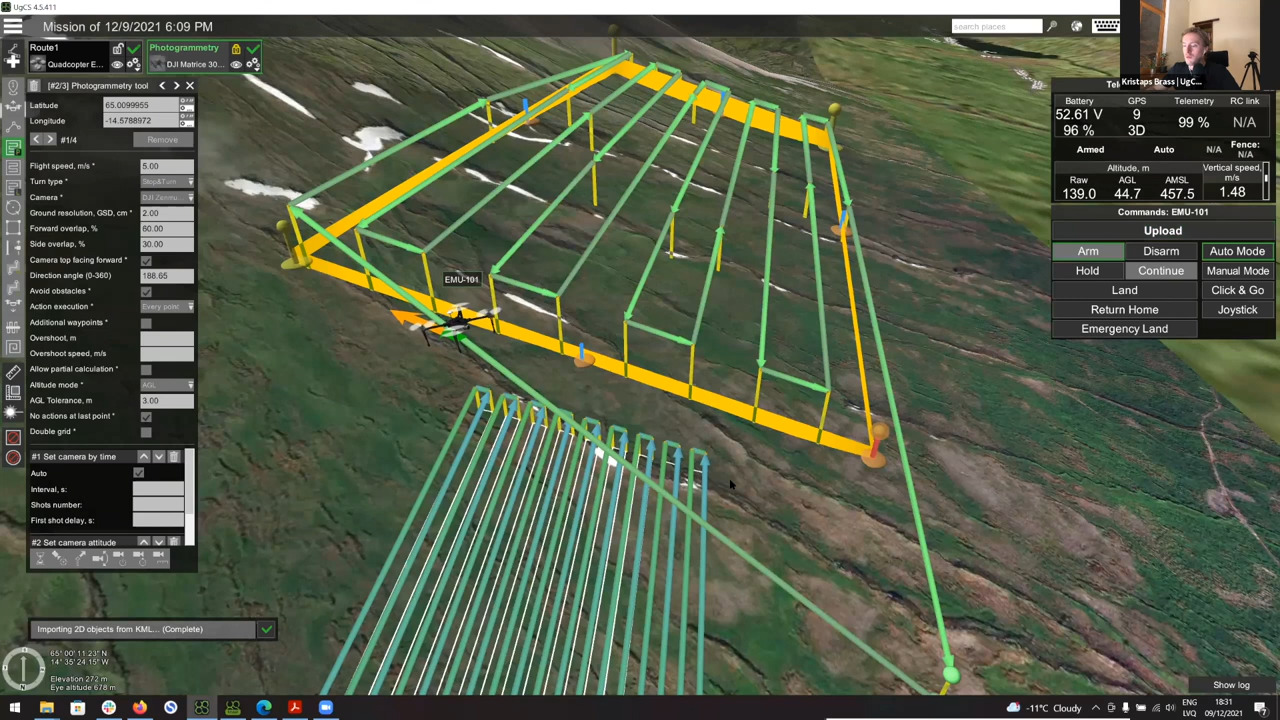 UgCS 4.5.411
Mission of 12/9/2021 6:09 PM
search places
Route1
Quadcopter E...
Photogrammetry
DJI Matrice 30...
Kristaps Brass | UgC...
[#2/3] Photogrammetry tool
Latitude 65.0099955
Longitude -14.5788972
#1/4 Remove
Flight speed, m/s * 5.00
Turn type * Stop&Turn
Camera * DJI Zenmu...
Ground resolution, GSD, cm * 2.00
Forward overlap, % 60.00
Side overlap, % 30.00
Camera top facing forward *
Direction angle (0-360) 188.65
Avoid obstacles *
Action execution * Every point
Additional waypoints *
Overshoot, m
Overshoot speed, m/s
Allow partial calculation *
Altitude mode * AGL
AGL Tolerance, m 3.00
No actions at last point *
Double grid *
#1 Set camera by time
Auto
Interval, s:
Shots number:
First shot delay, s:
#2 Set camera attitude
Importing 2D objects from KML... (Complete)
65° 00' 11.23" N
14° 35' 24.15" W
Elevation 272 m
Eye altitude 678 m
EMU-101
Tel
Battery GPS Telemetry RC link
52.61 V 9 99 % N/A
96 % 3D
Armed Auto N/A Fence: N/A
Altitude, m Vertical speed, m/s
Raw AGL AMSL
139.0 44.7 457.5 1.48
Commands: EMU-101
Upload
Arm Disarm Auto Mode
Hold Continue Manual Mode
Land Click & Go
Return Home Joystick
Emergency Land
Show log
-11°C Cloudy
ENG
LVQ
18:31
09/12/2021
7